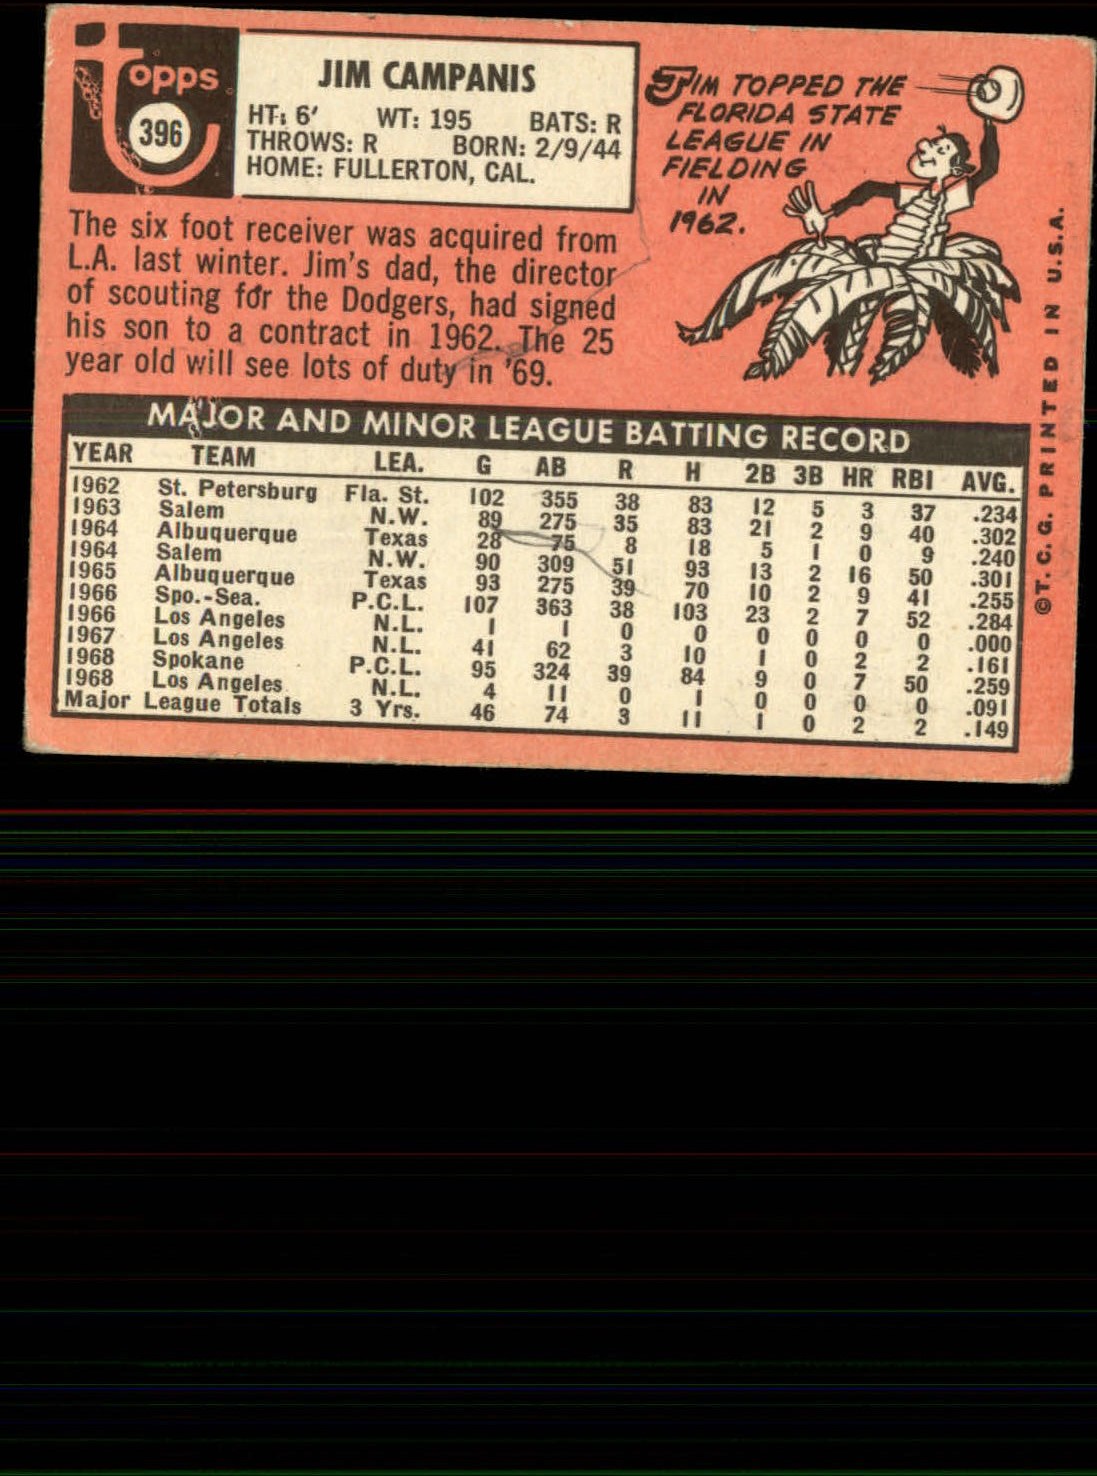 topps
396
JIM CAMPANIS
HT: 6' WT: 195 BATS: R
THROWS: R BORN: 2/9/44
HOME: FULLERTON, CAL.
JIM TOPPED THE
FLORIDA STATE
LEAGUE IN
FIELDING
IN
1962.
The six foot receiver was acquired from
L.A. last winter. Jim's dad, the director
of scouting for the Dodgers, had signed
his son to a contract in 1962. The 25
year old will see lots of duty in '69.
MAJOR AND MINOR LEAGUE BATTING RECORD
YEAR TEAM LEA. G AB R H 2B 3B HR RBI AVG.
1962 St. Petersburg Fla. St. 102 355 38 83 12 5 3 37 .234
1963 Salem N.W. 89 275 35 83 21 2 9 40 .302
1964 Albuquerque Texas 28 75 8 18 5 1 0 9 .240
1964 Salem N.W. 90 309 51 93 13 2 16 50 .301
1965 Albuquerque Texas 93 275 39 70 10 2 9 41 .255
1966 Spo.-Sea. P.C.L. 107 363 38 103 23 2 7 52 .284
1966 Los Angeles N.L. 1 1 0 0 0 0 0 0 .000
1967 Los Angeles N.L. 41 62 3 10 1 0 2 2 .161
1968 Spokane P.C.L. 95 324 39 84 9 0 7 50 .259
1968 Los Angeles N.L. 4 11 0 1 0 0 0 0 .091
Major League Totals 3 Yrs. 46 74 3 11 1 0 2 2 .149
©T.C.G. PRINTED IN U.S.A.